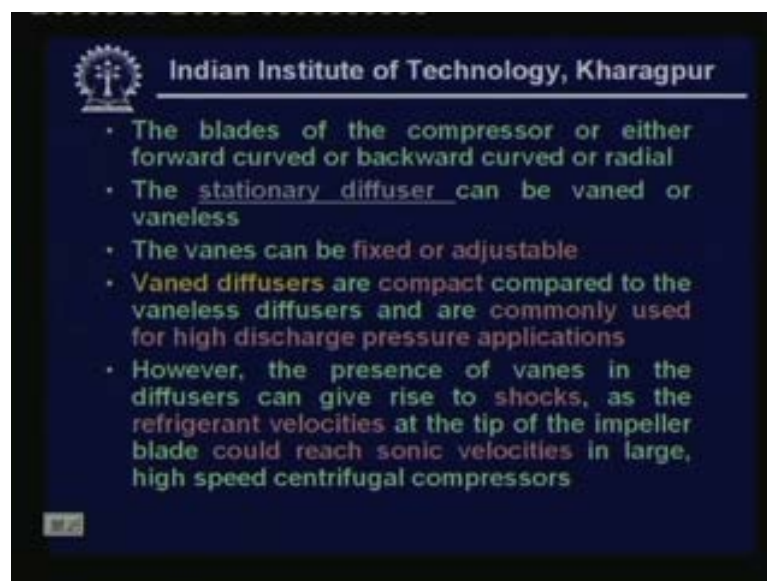 Indian Institute of Technology, Kharagpur
• The blades of the compressor or either
forward curved or backward curved or radial
• The stationary diffuser can be vaned or
vaneless
• The vanes can be fixed or adjustable
• Vaned diffusers are compact compared to the
vaneless diffusers and are commonly used
for high discharge pressure applications
• However, the presence of vanes in the
diffusers can give rise to shocks, as the
refrigerant velocities at the tip of the impeller
blade could reach sonic velocities in large,
high speed centrifugal compressors